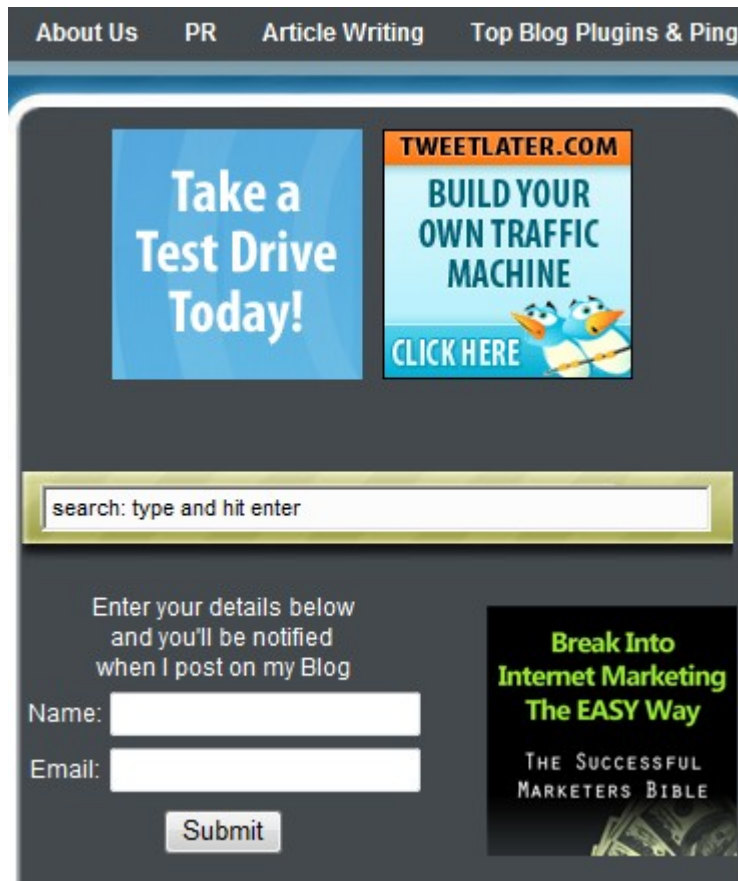 About Us PR Article Writing Top Blog Plugins & Ping
Take a
Test Drive
Today!
TWEETLATER.COM
BUILD YOUR
OWN TRAFFIC
MACHINE
CLICK HERE
search: type and hit enter
Enter your details below
and you'll be notified
when I post on my Blog
Name:
Email:
Submit
Break Into
Internet Marketing
The EASY Way
THE SUCCESSFUL
MARKETERS BIBLE